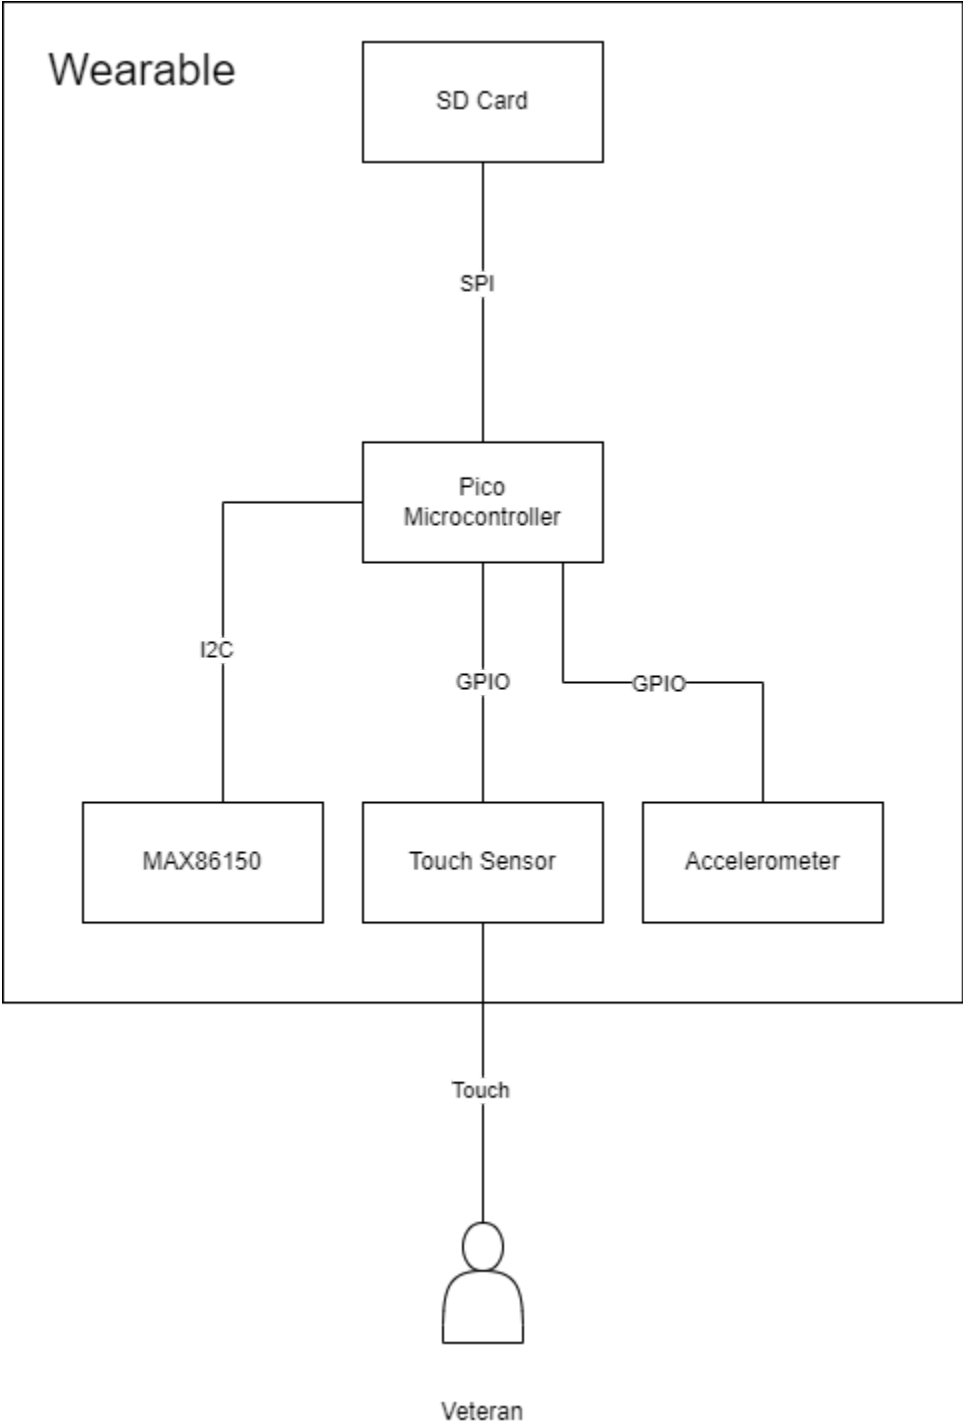 Wearable
SD Card
SPI
Pico
Microcontroller
I2C
GPIO
GPIO
MAX86150
Touch Sensor
Accelerometer
Touch
Veteran